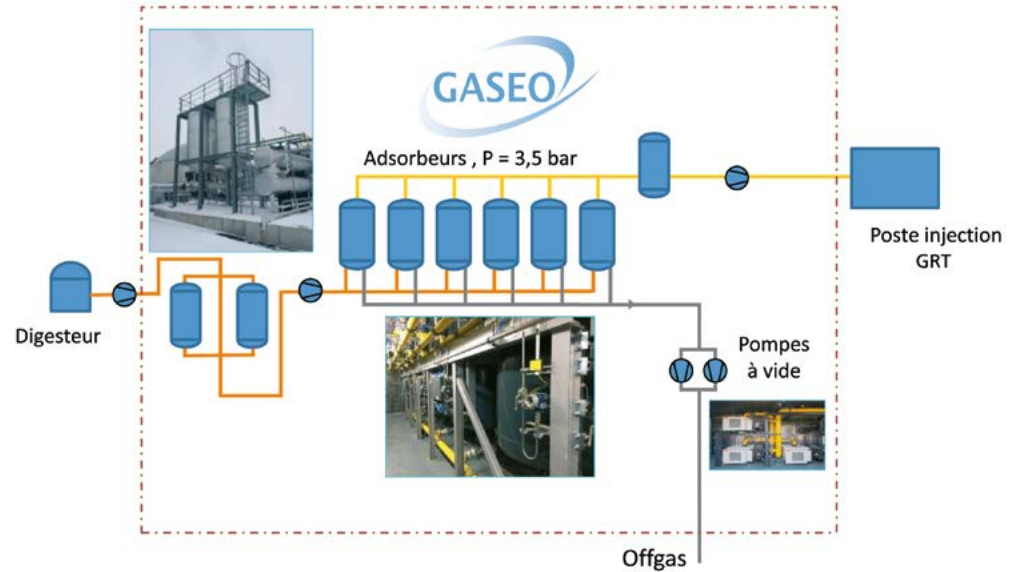 GASEO
Adsorbeurs , P = 3,5 bar
Poste injection
GRT
Digesteur
Pompes
à vide
Offgas